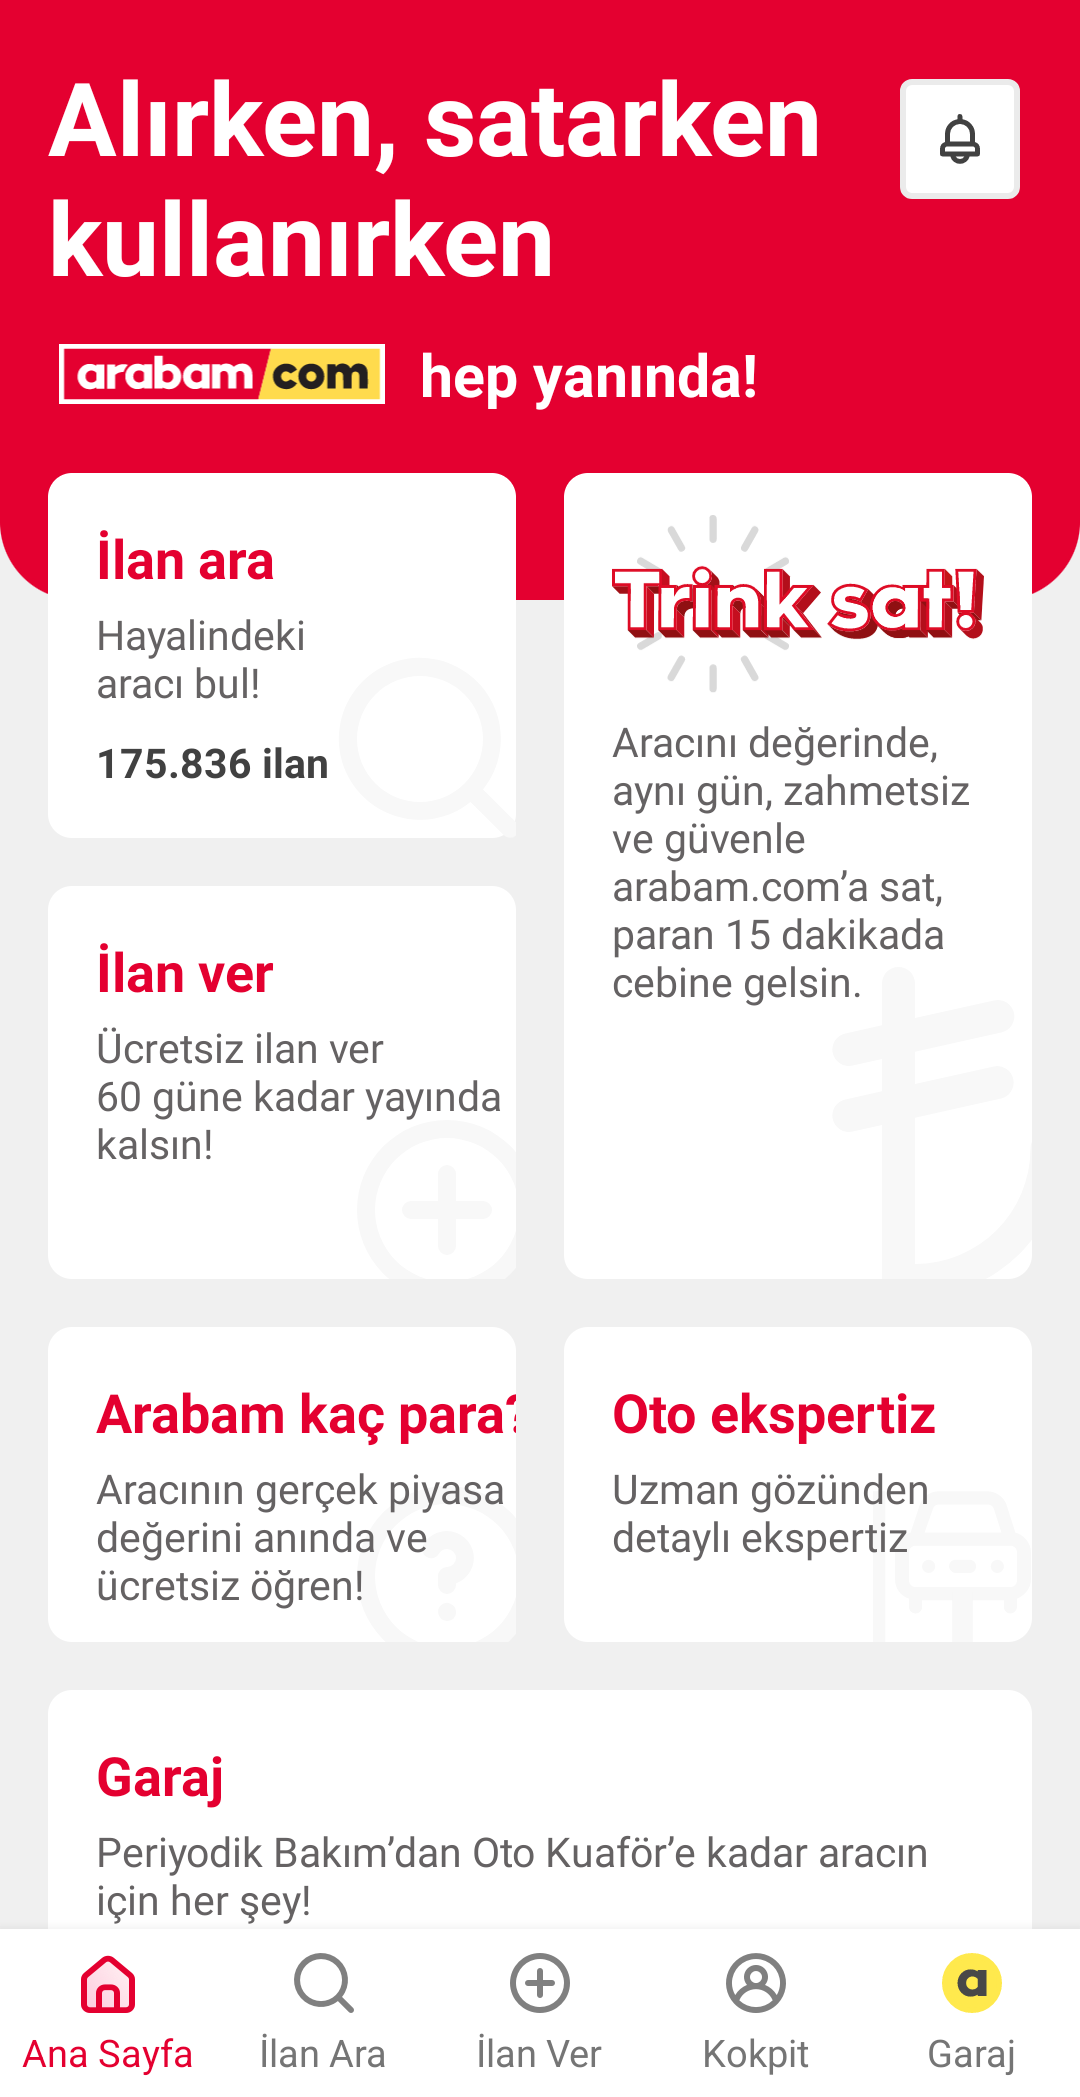 Alırken, satarken
kullanırken
arabam com hep yanında!
İlan ara
Hayalindeki
aracı bul!
175.836 ilan
Trink sat!
Aracını değerinde,
aynı gün, zahmetsiz
ve güvenle
arabam.com’a sat,
paran 15 dakikada
cebine gelsin.
İlan ver
Ücretsiz ilan ver
60 güne kadar yayında
kalsın!
Arabam kaç para?
Aracının gerçek piyasa
değerini anında ve
ücretsiz öğren!
Oto ekspertiz
Uzman gözünden
detaylı ekspertiz
Garaj
Periyodik Bakım’dan Oto Kuaför’e kadar aracın
için her şey!
a
Ana Sayfa
İlan Ara
İlan Ver
Kokpit
Garaj